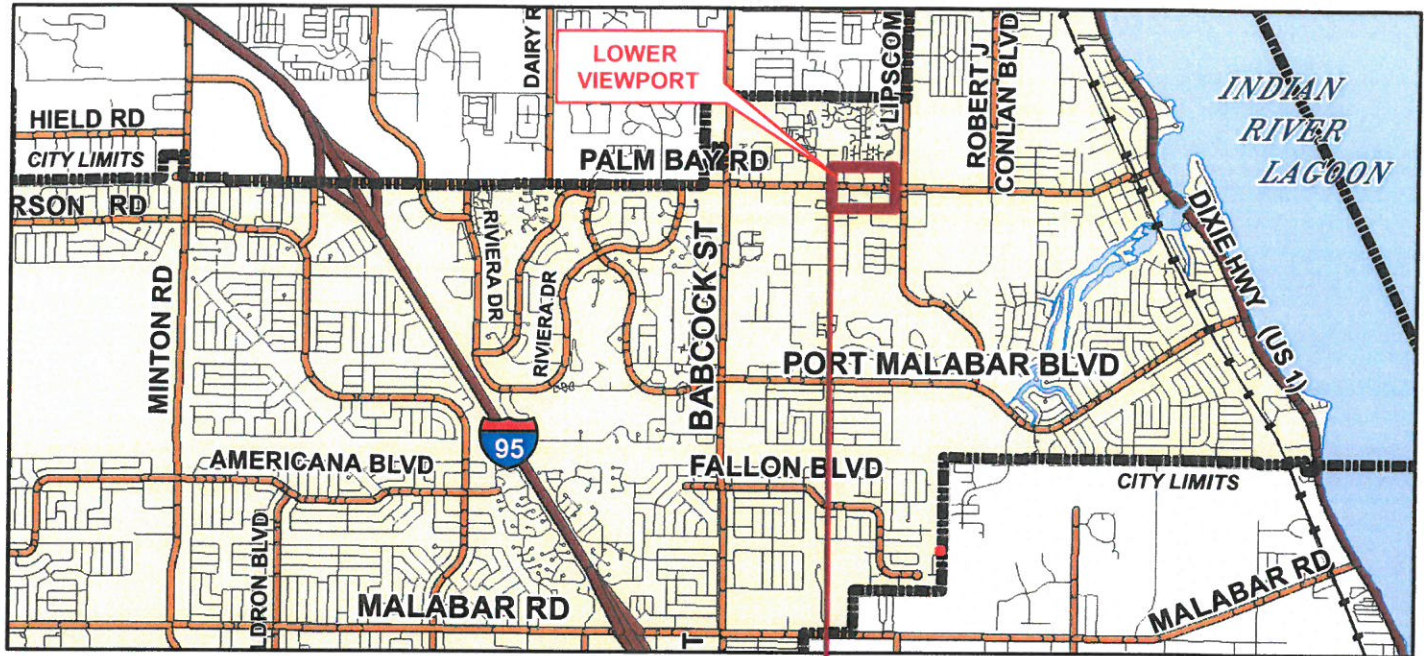 LOWER
VIEWPORT
DAIRY R
LIPSCOM
ROBERT J
CONLAN BLVD
INDIAN
RIVER
LAGOON
HIELD RD
CITY LIMITS
PALM BAY RD
RSON RD
RIVIERA DR
RIVIERA DR
BABCOCK ST
DIXIE HWY (US 1)
MINTON RD
PORT MALABAR BLVD
95
AMERICANA BLVD
FALLON BLVD
CITY LIMITS
LDRON BLVD
MALABAR RD
MALABAR RD
T